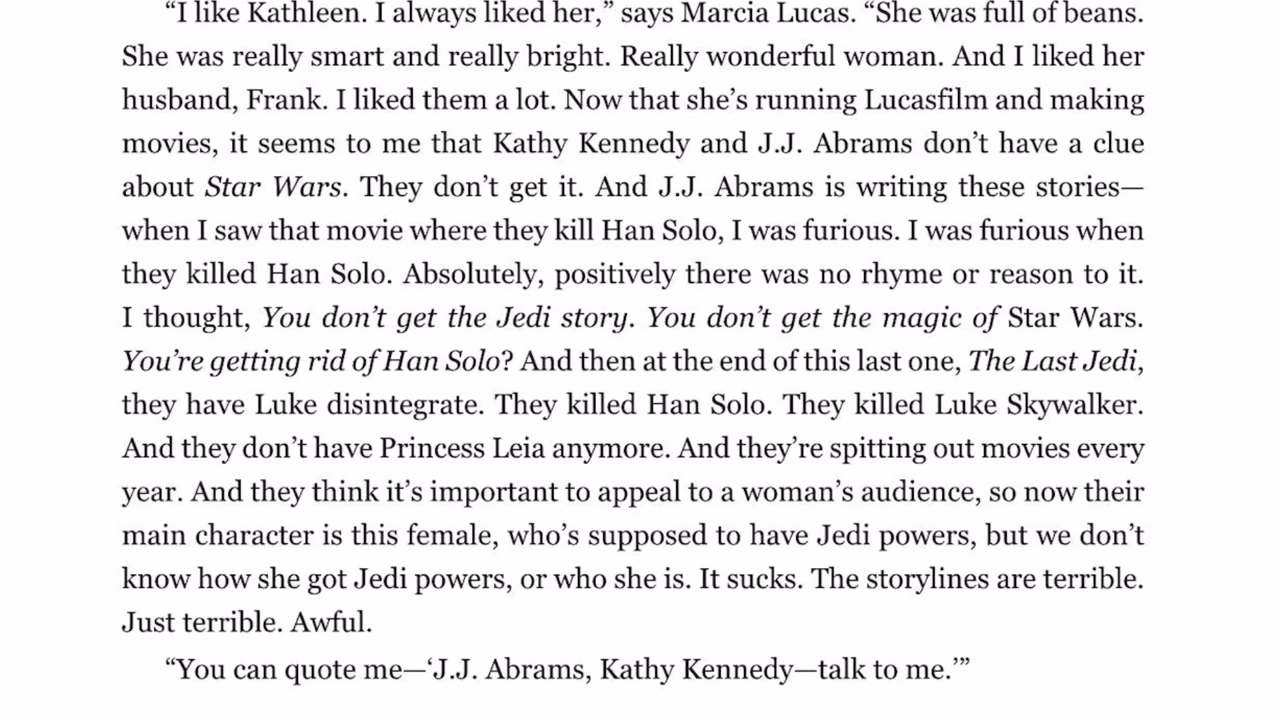 “I like Kathleen. I always liked her,” says Marcia Lucas. “She was full of beans.
She was really smart and really bright. Really wonderful woman. And I liked her
husband, Frank. I liked them a lot. Now that she’s running Lucasfilm and making
movies, it seems to me that Kathy Kennedy and J.J. Abrams don’t have a clue
about Star Wars. They don’t get it. And J.J. Abrams is writing these stories—
when I saw that movie where they kill Han Solo, I was furious. I was furious when
they killed Han Solo. Absolutely, positively there was no rhyme or reason to it.
I thought, You don’t get the Jedi story. You don’t get the magic of Star Wars.
You’re getting rid of Han Solo? And then at the end of this last one, The Last Jedi,
they have Luke disintegrate. They killed Han Solo. They killed Luke Skywalker.
And they don’t have Princess Leia anymore. And they’re spitting out movies every
year. And they think it’s important to appeal to a woman’s audience, so now their
main character is this female, who’s supposed to have Jedi powers, but we don’t
know how she got Jedi powers, or who she is. It sucks. The storylines are terrible.
Just terrible. Awful.
“You can quote me—‘J.J. Abrams, Kathy Kennedy—talk to me.’”